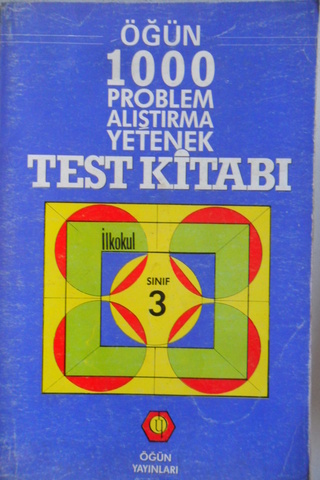 ÖĞÜN
1000
PROBLEM
ALIŞTIRMA
YETENEK
TEST KİTABI
İlkokul
SINIF
3
ÖĞÜN
YAYINLARI